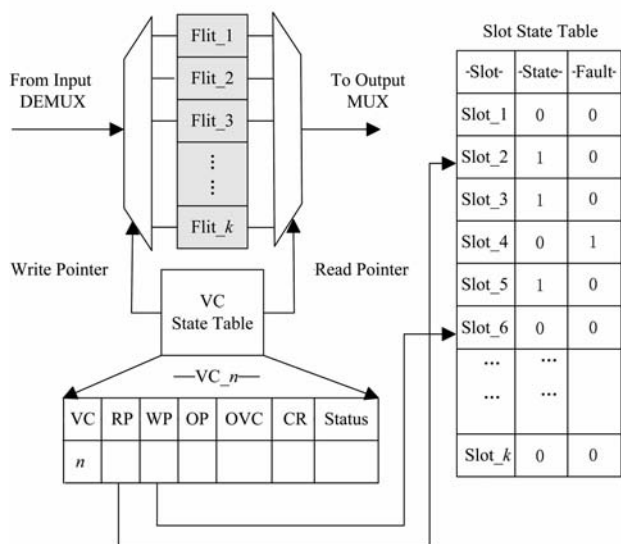 Flit_1
Flit_2
Flit_3
⋮
⋮
Flit_k
From Input
DEMUX
To Output
MUX
Write Pointer
Read Pointer
VC
State Table
VC_n
VC RP WP OP OVC CR Status
n
Slot State Table
-Slot- -State- -Fault-
Slot_1 0 0
Slot_2 1 0
Slot_3 1 0
Slot_4 0 1
Slot_5 1 0
Slot_6 0 0
... ...
... ...
Slot_k 0 0